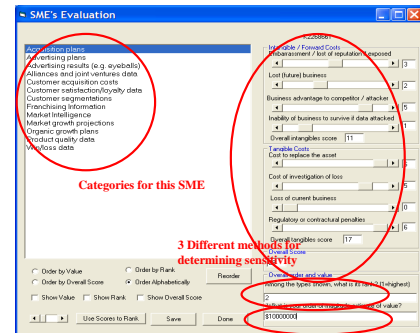 SME's Evaluation
Acquisition plans
Advertising plans
Advertising results (e.g. eyeballs)
Alliances and joint ventures data
Customer acquisition costs
Customer satisfaction/loyalty data
Customer segmentations
Franchising Information
Market Intelligence
Market growth projections
Organic growth plans
Product quality data
Win/loss data
Categories for this SME
Intangible / Forward Costs
Embarrassment / lost of reputation if exposed
3
Lost (future) business
2
Business advantage to competitor / attacker
5
Inability of business to survive if data attacked
1
Overall intangibles score 11
Tangible Costs
Cost to replace the asset
Cost of investigation of loss
5
Loss of current business
0
Regulatory or contractual penalties
6
Overall tangibles score 17
3 Different methods for
determining sensitivity
Overall Score
Order by Value
Order by Rank
Order by Overall Score
Order Alphabetically
Reorder
Show Value
Show Rank
Show Overall Score
Use Scores to Rank
Save
Done
Overall order and value
Among the types shown, what is its rank? (1=highest)
2
order of magnitude of value?
$10000000